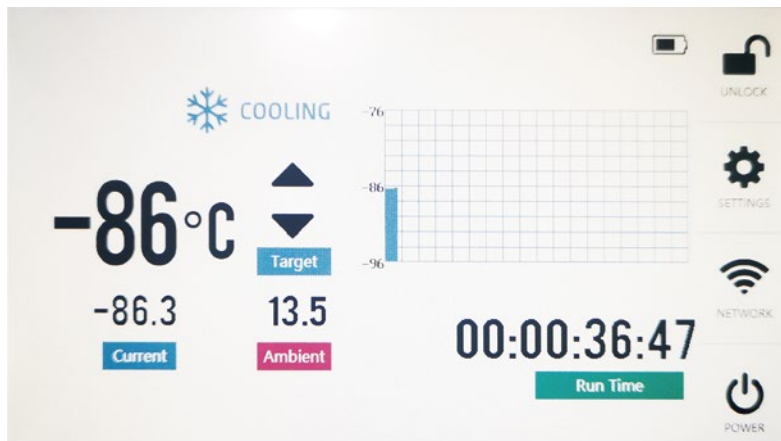 UNLOCK
COOLING
-76
-86°C
-86
SETTINGS
Target
-96
-86.3
13.5
NETWORK
Current
Ambient
00:00:36:47
Run Time
POWER